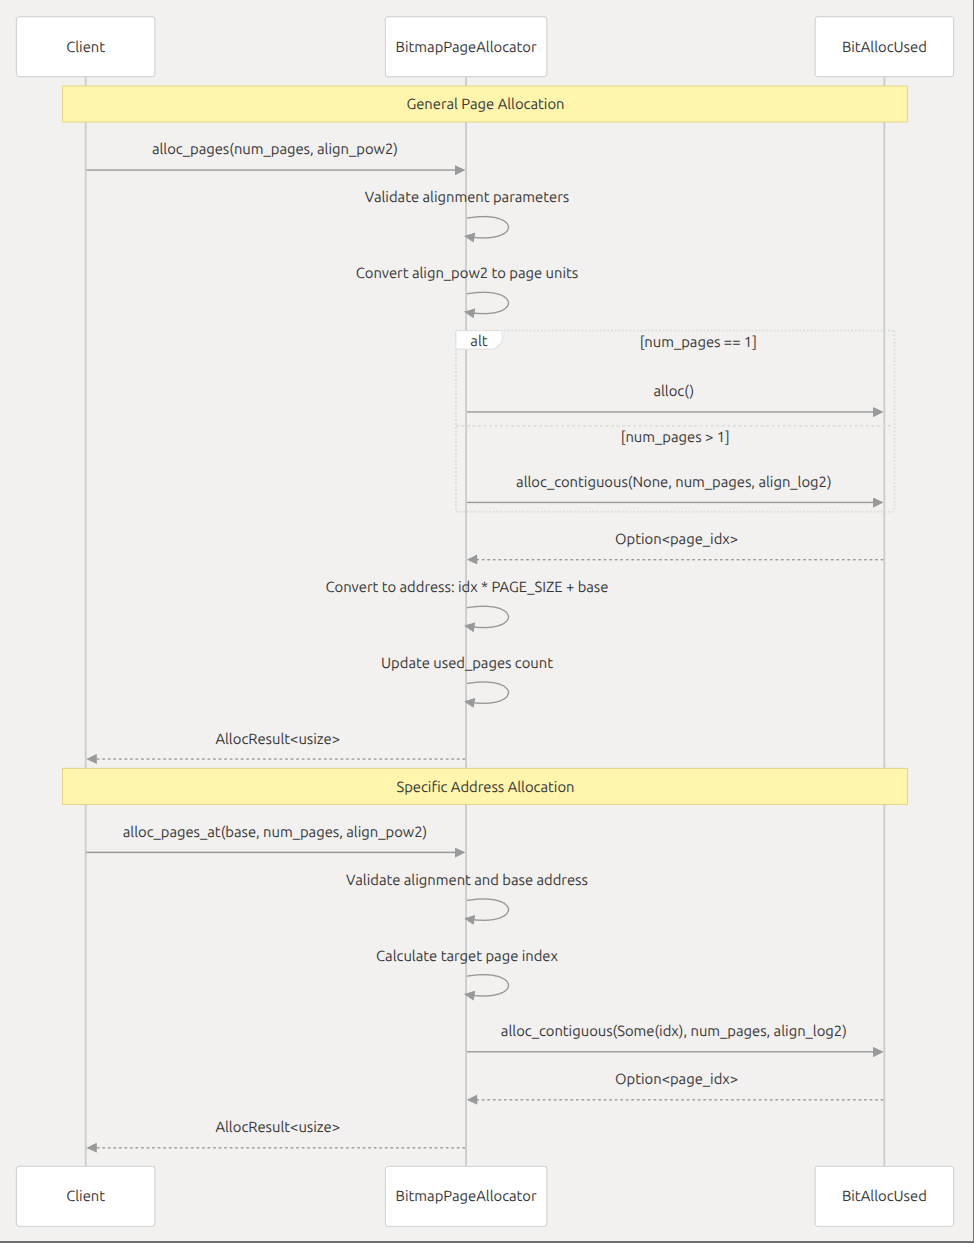 Client
BitmapPageAllocator
BitAllocUsed
General Page Allocation
alloc_pages(num_pages, align_pow2)
Validate alignment parameters
Convert align_pow2 to page units
alt
[num_pages == 1]
alloc()
[num_pages > 1]
alloc_contiguous(None, num_pages, align_log2)
Option<page_idx>
Convert to address: idx * PAGE_SIZE + base
Update used_pages count
AllocResult<usize>
Specific Address Allocation
alloc_pages_at(base, num_pages, align_pow2)
Validate alignment and base address
Calculate target page index
alloc_contiguous(Some(idx), num_pages, align_log2)
Option<page_idx>
AllocResult<usize>
Client
BitmapPageAllocator
BitAllocUsed